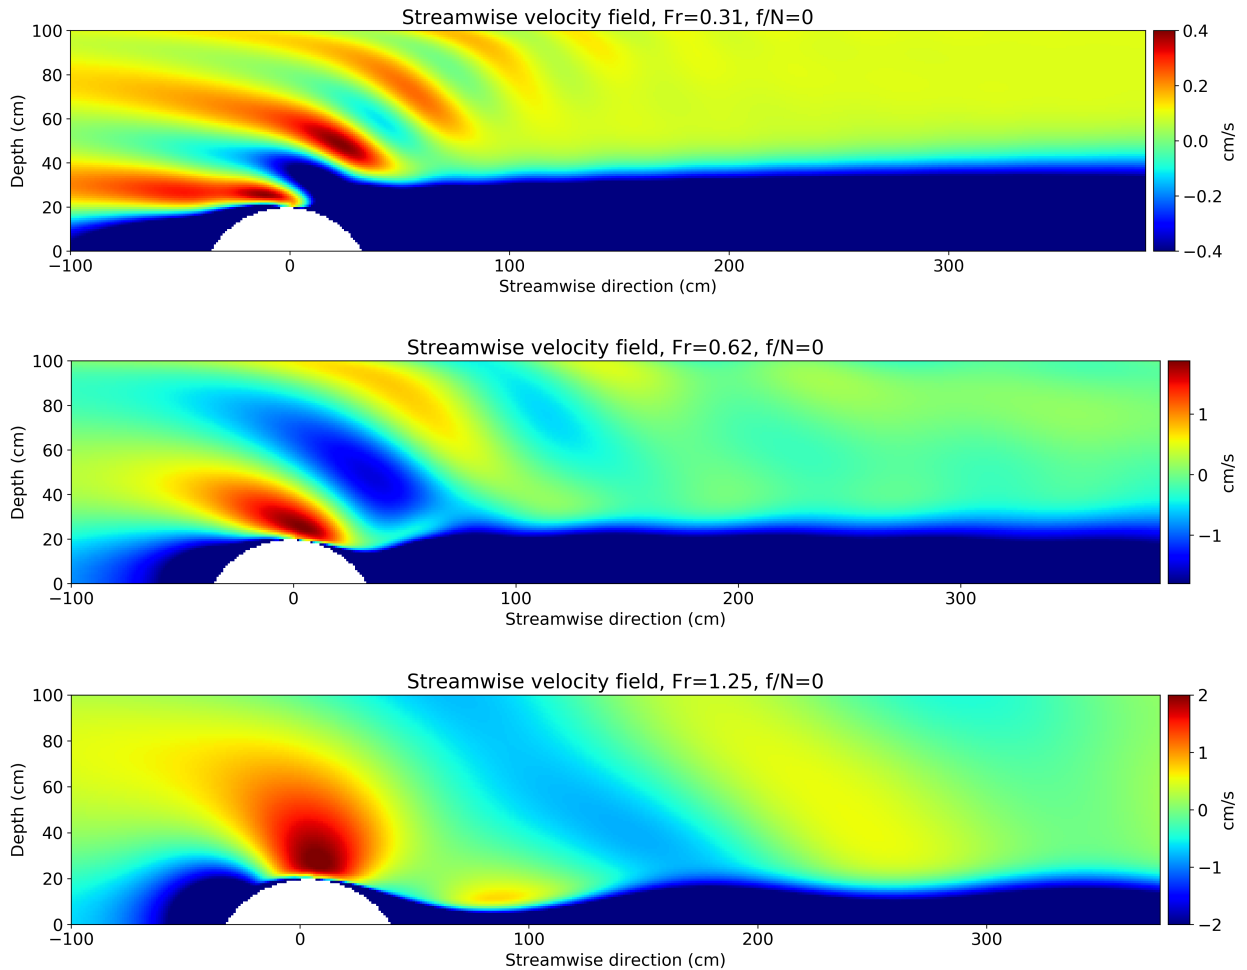 Streamwise velocity field, Fr=0.31, f/N=0
100
80
60
40
20
0
Depth (cm)
−100 0 100 200 300
Streamwise direction (cm)
0.4
0.2
0.0
−0.2
−0.4
cm/s
Streamwise velocity field, Fr=0.62, f/N=0
100
80
60
40
20
0
Depth (cm)
−100 0 100 200 300
Streamwise direction (cm)
1
0
−1
cm/s
Streamwise velocity field, Fr=1.25, f/N=0
100
80
60
40
20
0
Depth (cm)
−100 0 100 200 300
Streamwise direction (cm)
2
1
0
−1
−2
cm/s